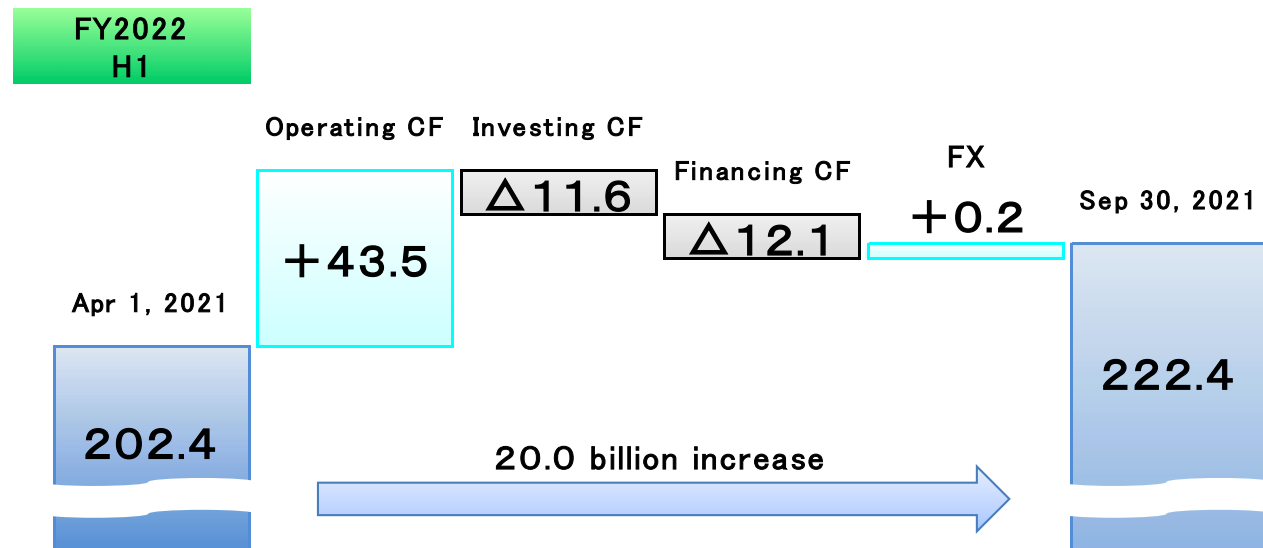 FY2022
H1
Operating CF
Investing CF
Financing CF
FX
Sep 30, 2021
Apr 1, 2021
+43.5
△11.6
△12.1
+0.2
202.4
222.4
20.0 billion increase